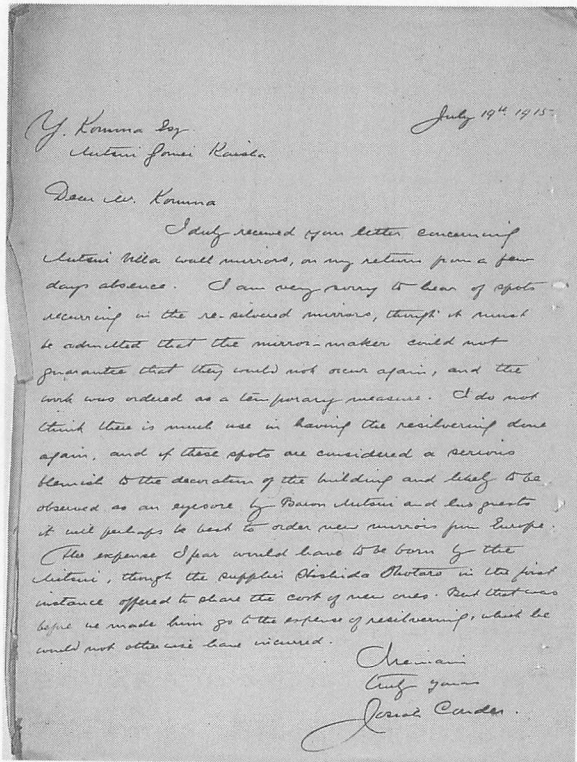 July 19th 1915
Y. Komma Esq
Mitsui Gomei Kaisha
Dear Mr. Komma
I duly received your letter concerning
Mitsui Villa wall mirrors, on my return from a few
days absence. I am very sorry to hear of spots
recurring in the re-silvered mirrors, though it must
be admitted that the mirror-maker could not
guarantee that they would not occur again, and the
work was ordered as a temporary measure. I do not
think there is much use in having the resilvering done
again, and if these spots are considered a serious
blemish to the decoration of the building and likely to be
observed as an eyesore by Baron Mitsui and his guests
it will perhaps be best to order new mirrors from Europe.
The expense I fear would have to be born by the
Mitsui, though the supplier in the first
instance offered to share the cost of new ones. But that was
before we made him go to the expense of resilvering, which he
would not otherwise have incurred.
I remain
truly yours
Josiah Conder.